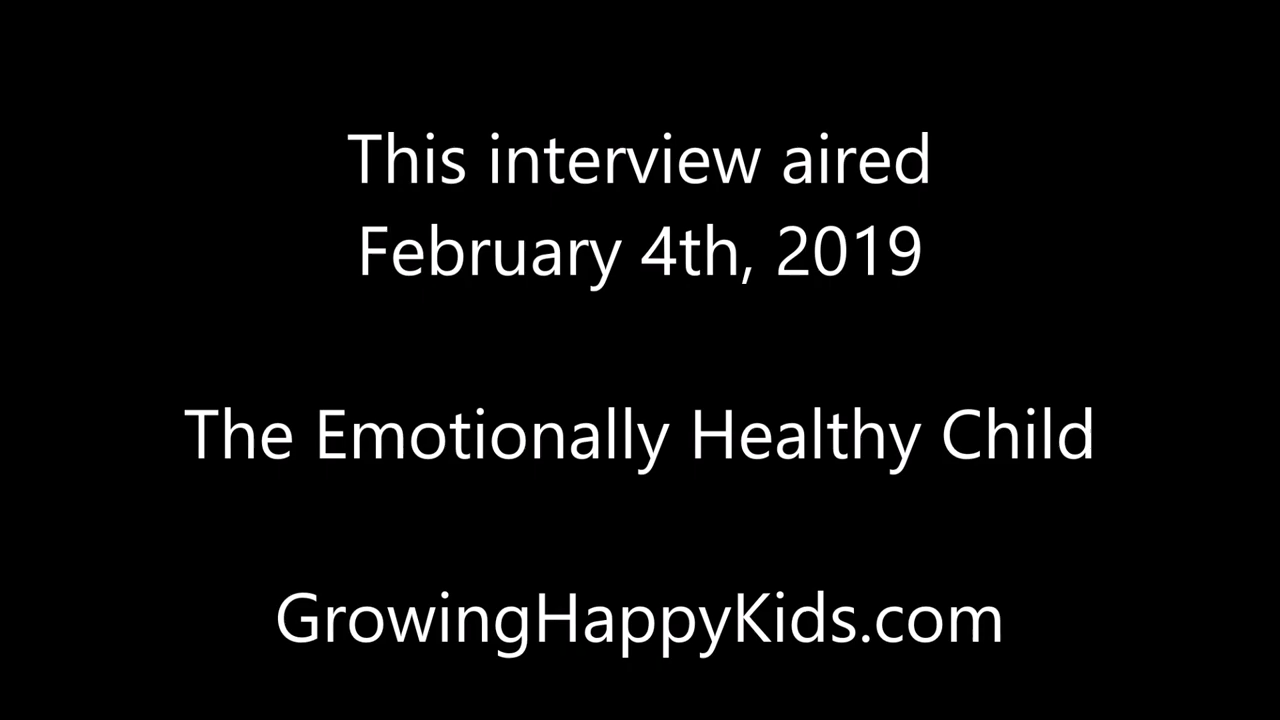 This interview aired
February 4th, 2019
The Emotionally Healthy Child
GrowingHappyKids.com